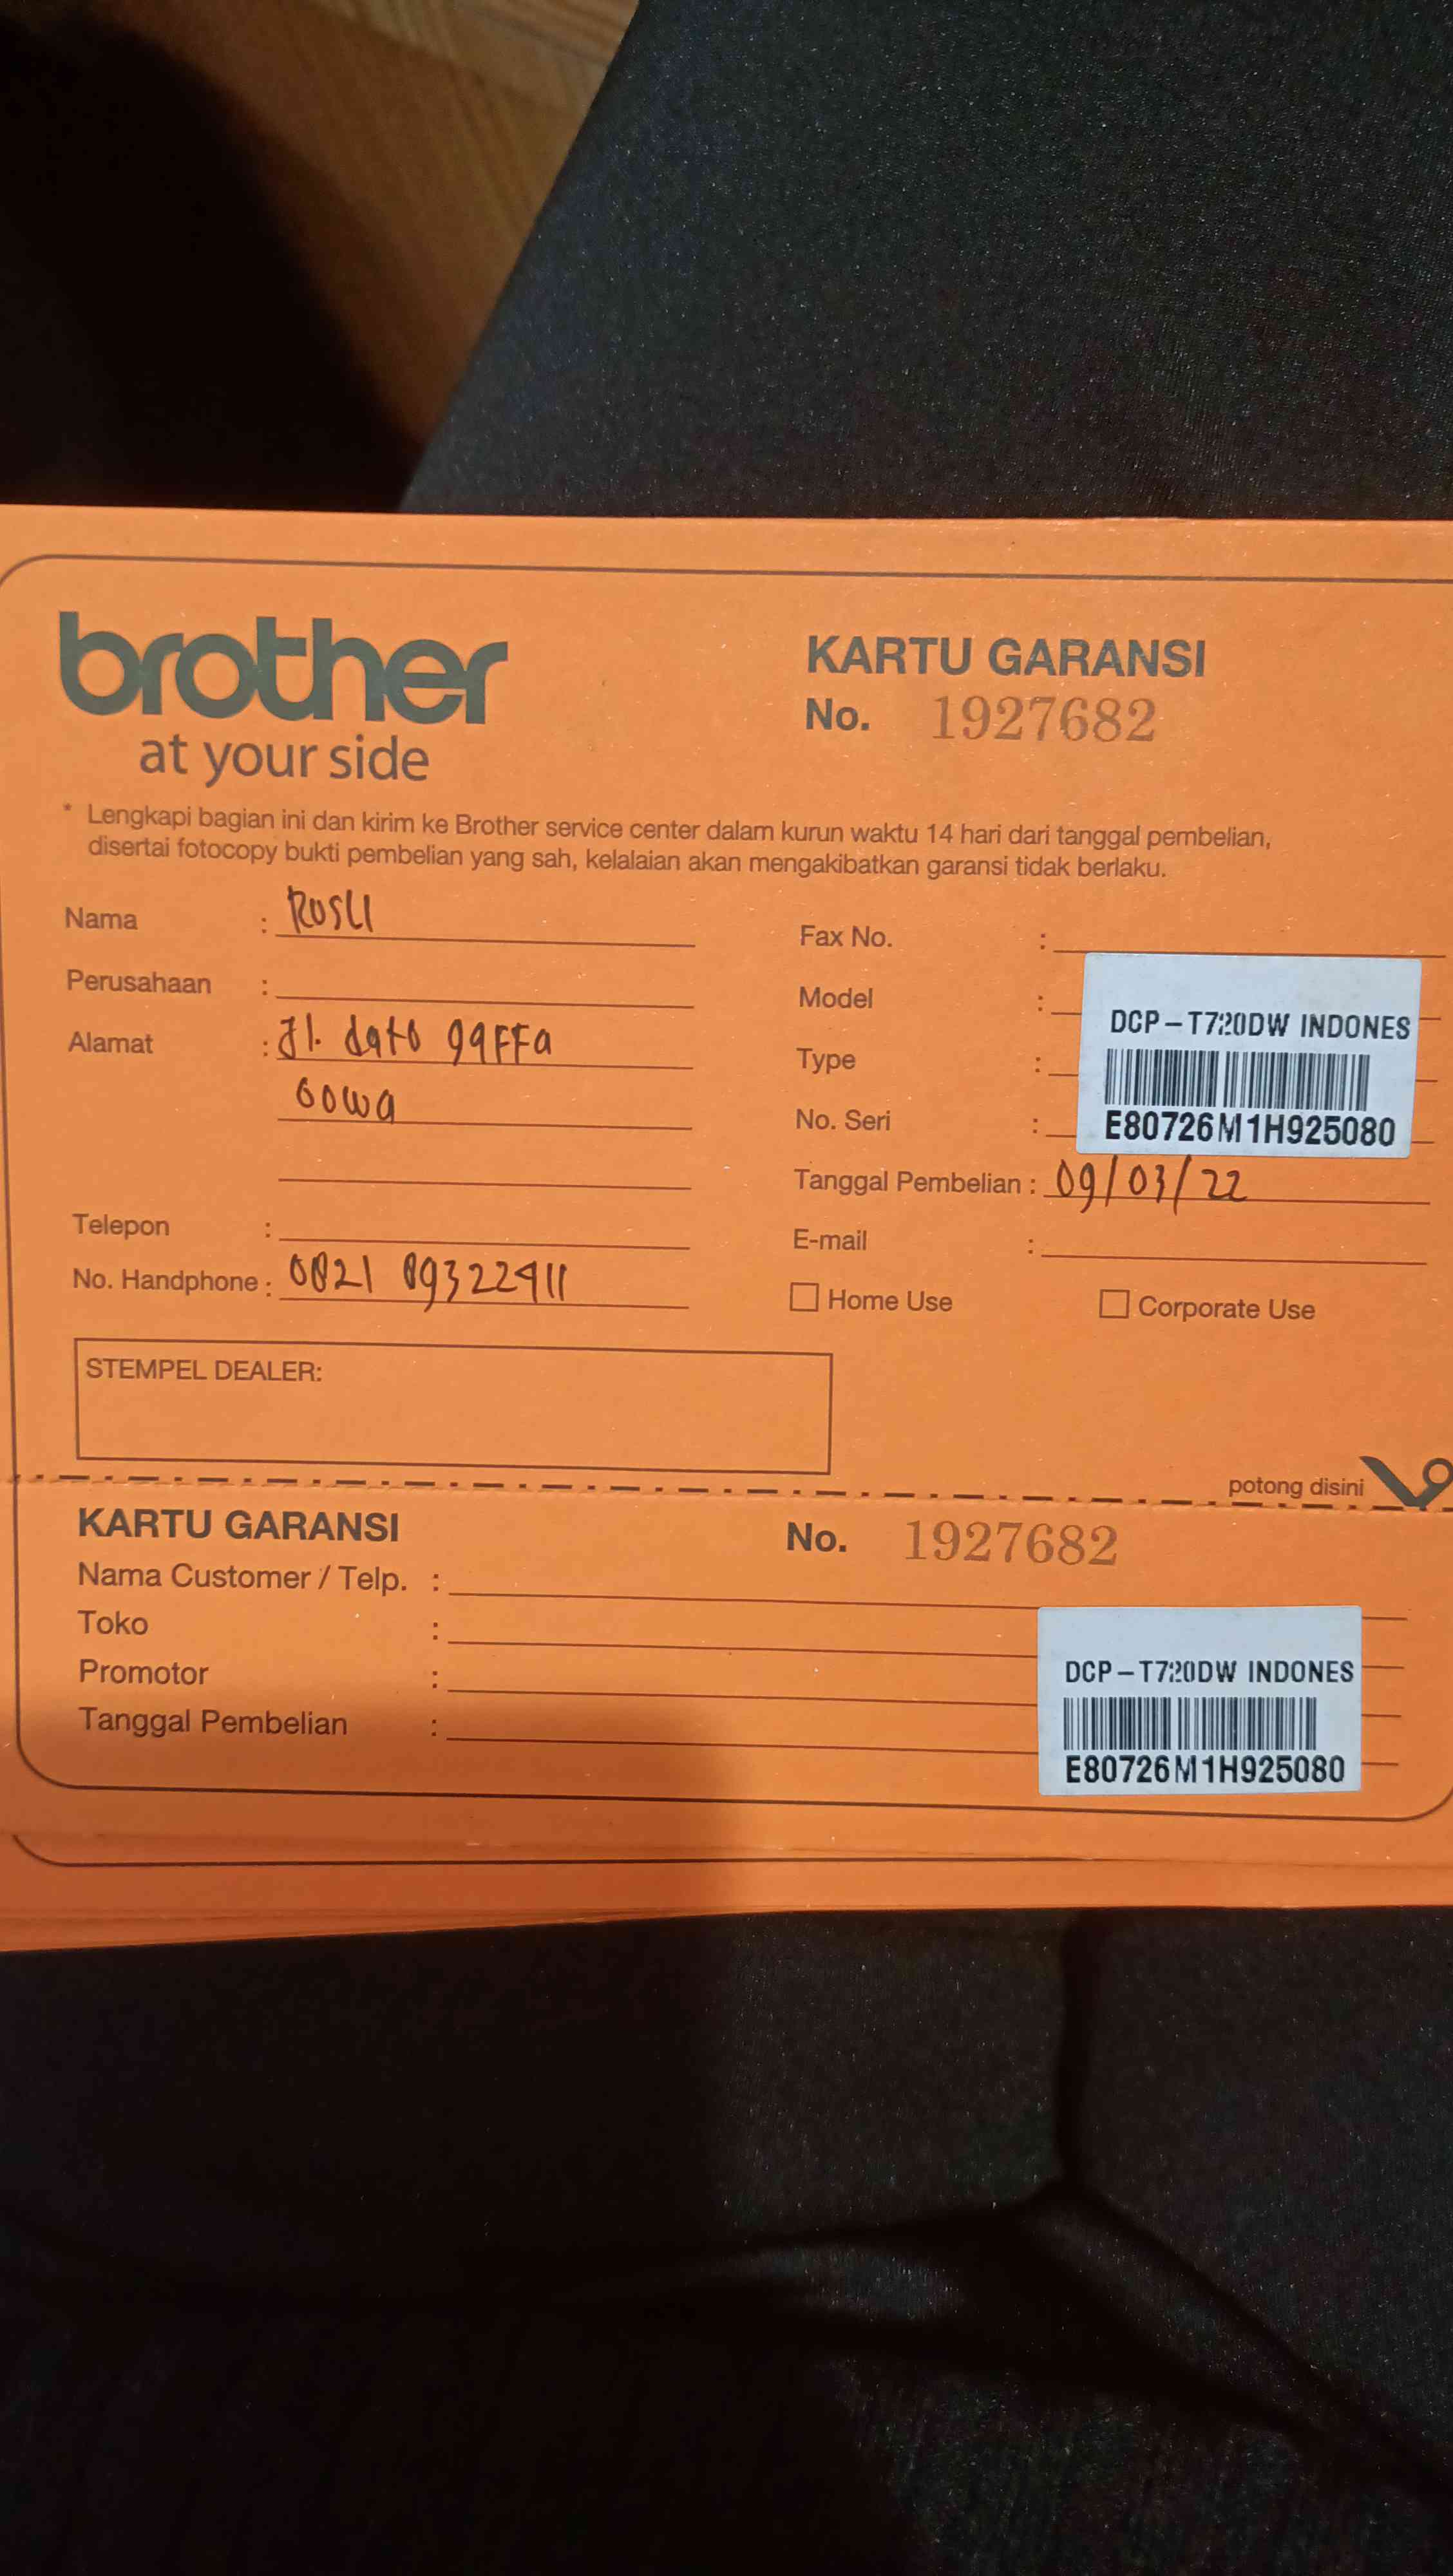 brother
at your side
KARTU GARANSI
No. 1927682
* Lengkapi bagian ini dan kirim ke Brother service center dalam kurun waktu 14 hari dari tanggal pembelian,
disertai fotocopy bukti pembelian yang sah, kelalaian akan mengakibatkan garansi tidak berlaku.
Nama : ROSLI
Perusahaan :
Alamat : Jl. dato gaffa
Gowa
Telepon :
No. Handphone : 0821 89322911
Fax No. :
Model :
Type :
No. Seri :
DCP-T720DW INDONES
E80726M1H925080
Tanggal Pembelian : 09/03/22
E-mail :
Home Use
Corporate Use
STEMPEL DEALER:
potong disini
KARTU GARANSI
No. 1927682
Nama Customer / Telp. :
Toko :
Promotor :
Tanggal Pembelian :
DCP-T720DW INDONES
E80726M1H925080